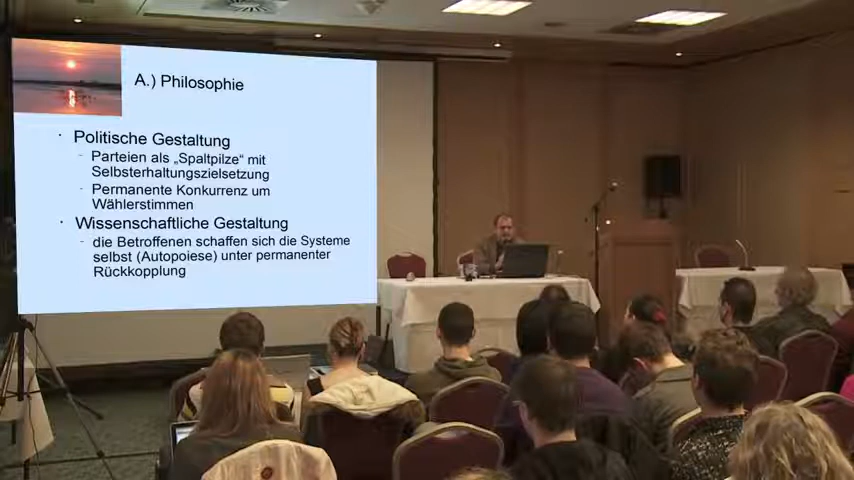 A.) Philosophie
Politische Gestaltung
Parteien als „Spaltpilze“ mit
Selbsterhaltungszielsetzung
Permanente Konkurrenz um
Wählerstimmen
Wissenschaftliche Gestaltung
die Betroffenen schaffen sich die Systeme
selbst (Autopoiese) unter permanenter
Rückkopplung